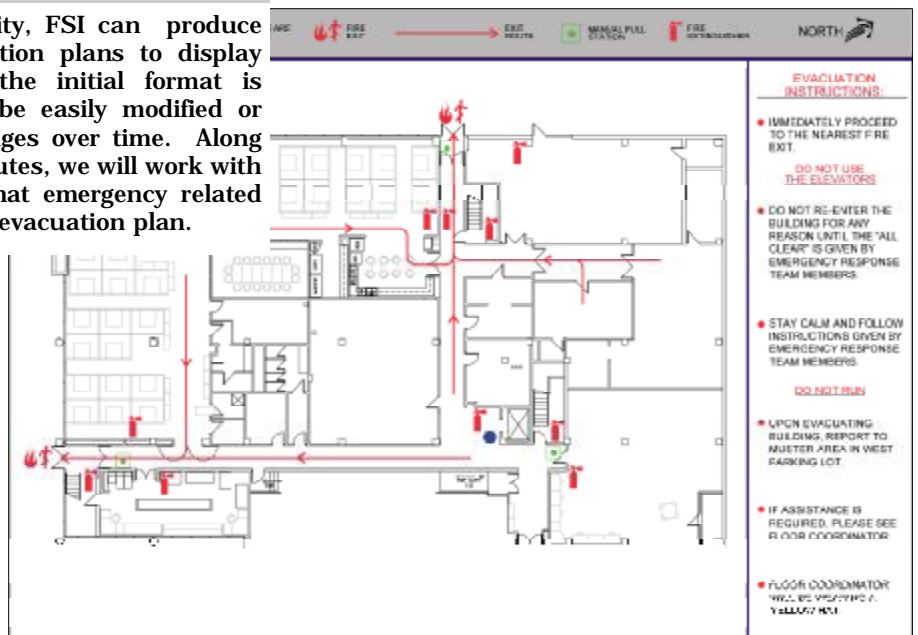 ity, FSI can produce
tion plans to display
the initial format is
be easily modified or
ges over time. Along
utes, we will work with
hat emergency related
evacuation plan.
ARE
FIRE
EXIT
EXIT
ROUTE
MANUAL PULL
STATION
FIRE
EXTINGUISHER
NORTH
EVACUATION
INSTRUCTIONS:
IMMEDIATELY PROCEED
TO THE NEAREST FIRE
EXIT.
DO NOT USE
THE ELEVATORS
DO NOT RE-ENTER THE
BUILDING FOR ANY
REASON UNTIL THE "ALL
CLEAR" IS GIVEN BY
EMERGENCY RESPONSE
TEAM MEMBERS.
STAY CALM AND FOLLOW
INSTRUCTIONS GIVEN BY
EMERGENCY RESPONSE
TEAM MEMBERS.
DO NOT RUN
UPON EVACUATING
BUILDING, REPORT TO
MUSTER AREA IN WEST
PARKING LOT.
IF ASSISTANCE IS
REQUIRED, PLEASE SEE
FLOOR COORDINATOR
FLOOR COORDINATOR
WILL BE WEARING A
YELLOW HAT.